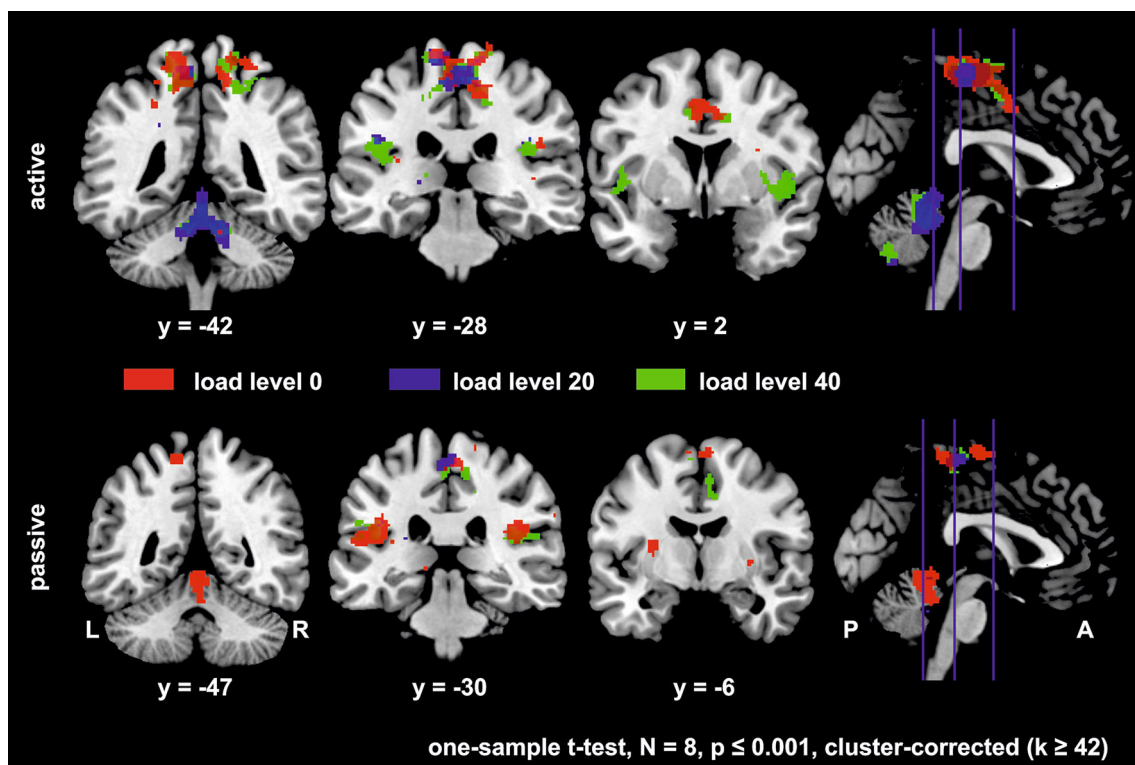 active
y = -42
y = -28
y = 2
load level 0
load level 20
load level 40
passive
L
R
P
A
y = -47
y = -30
y = -6
one-sample t-test, N = 8, p ≤ 0.001, cluster-corrected (k ≥ 42)